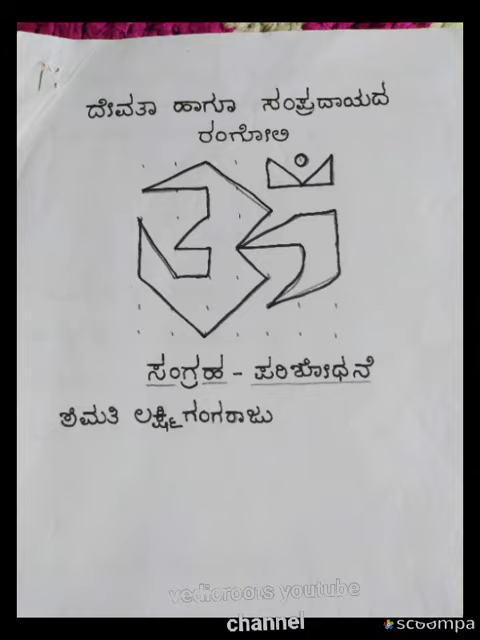 ದೇವತಾ ಹಾಗೂ ಸಂಪ್ರದಾಯದ
ರಂಗೋಲಿ
ॐ
ಸಂಗ್ರಹ - ಪರಿಶೋಧನೆ
ಶ್ರೀಮತಿ ಲಕ್ಷ್ಮೀ ಗಂಗರಾಜು
vedicroots youtube
channel
scoompa